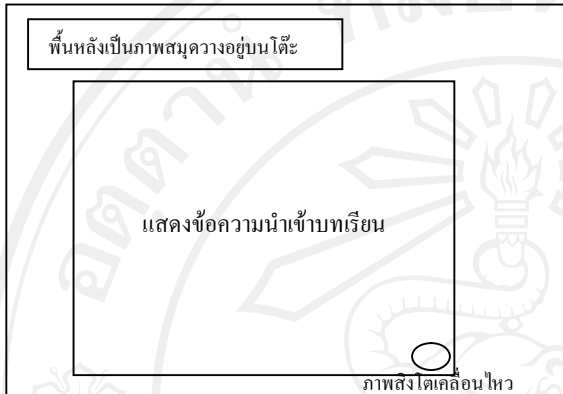 พื้นหลังเป็นภาพสมุดวางอยู่บนโต๊ะ
แสดงข้อความนำเข้าบทเรียน
ภาพสิงโตเคลื่อนไหว